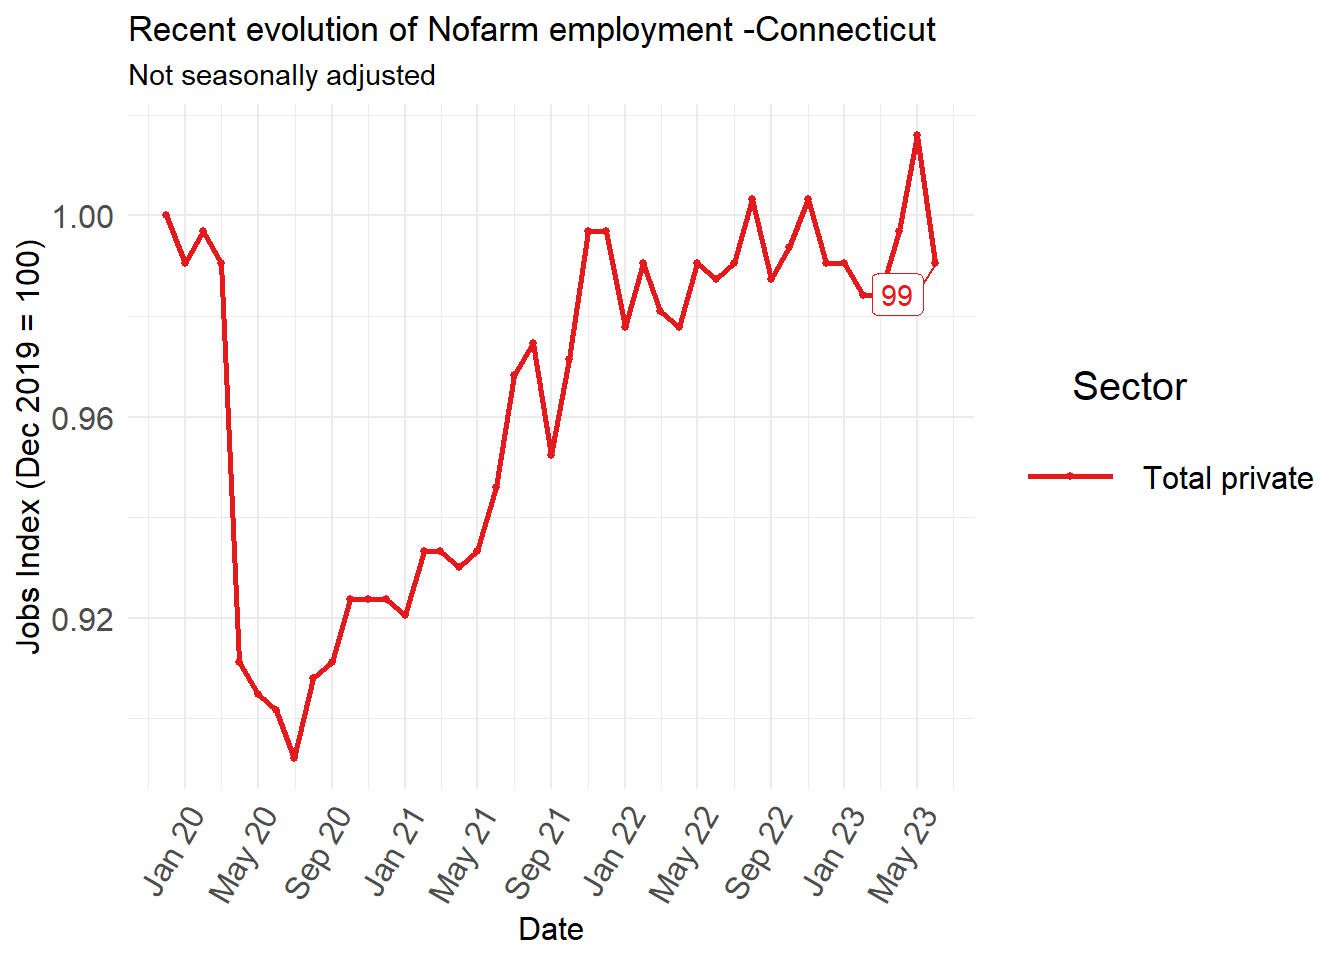 Recent evolution of Nofarm employment -Connecticut
Not seasonally adjusted
Jobs Index (Dec 2019 = 100)
1.00
0.96
0.92
99
Jan 20
May 20
Sep 20
Jan 21
May 21
Sep 21
Jan 22
May 22
Sep 22
Jan 23
May 23
Date
Sector
Total private